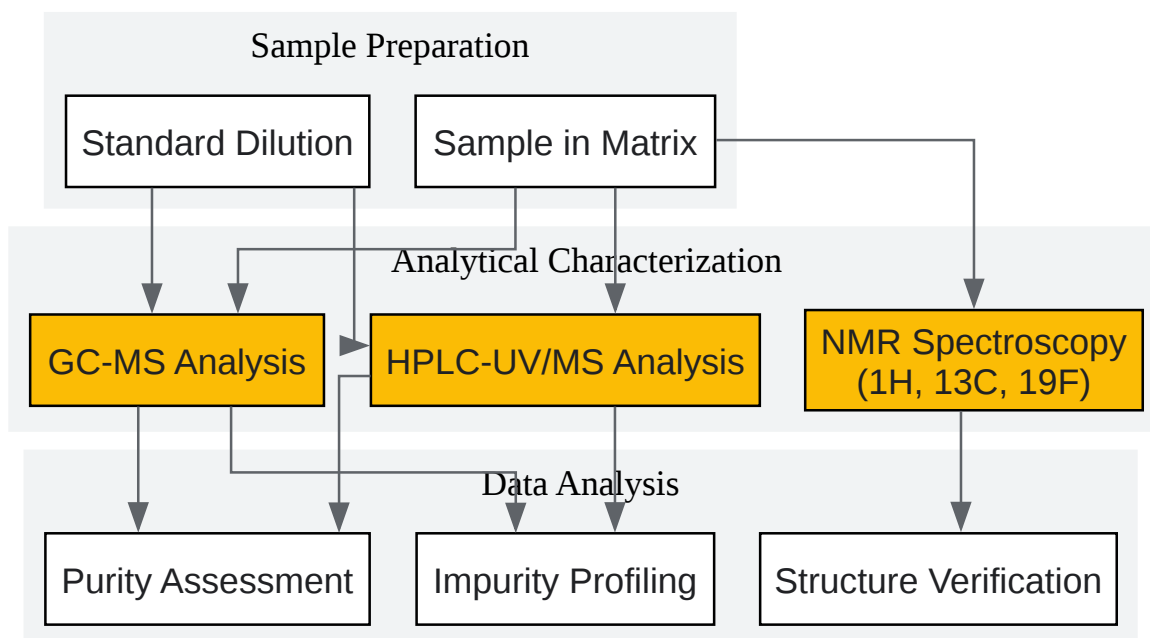 Sample Preparation
Standard Dilution
Sample in Matrix
Analytical Characterization
GC-MS Analysis
HPLC-UV/MS Analysis
NMR Spectroscopy
(1H, 13C, 19F)
Data Analysis
Purity Assessment
Impurity Profiling
Structure Verification